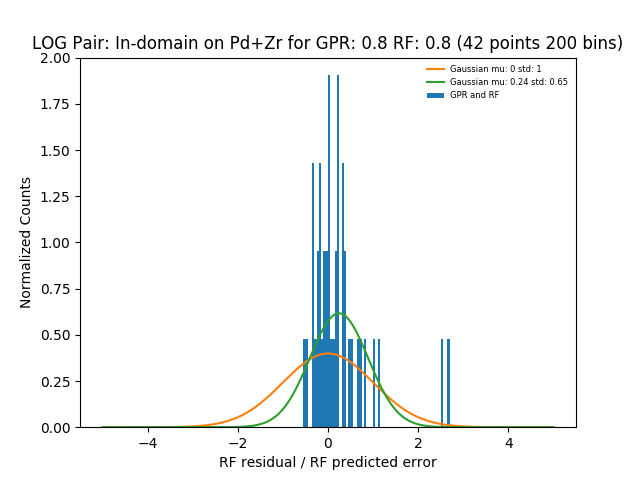 LOG Pair: In-domain on Pd+Zr for GPR: 0.8 RF: 0.8 (42 points 200 bins)
Gaussian mu: 0 std: 1
Gaussian mu: 0.24 std: 0.65
GPR and RF
Normalized Counts
2.00
1.75
1.50
1.25
1.00
0.75
0.50
0.25
0.00
−4 −2 0 2 4
RF residual / RF predicted error